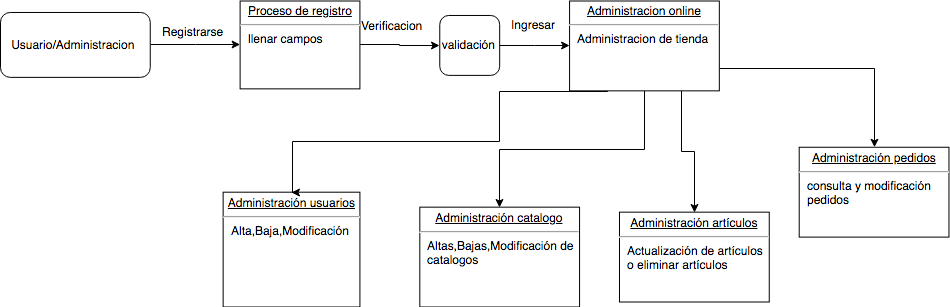 Usuario/Administracion
Registrarse
Proceso de registro
llenar campos
Verificacion
validación
Ingresar
Administracion online
Administracion de tienda
Administración usuarios
Alta,Baja,Modificación
Administración catalogo
Altas,Bajas,Modificación de
catalogos
Administración artículos
Actualización de artículos
o eliminar artículos
Administración pedidos
consulta y modificación
pedidos